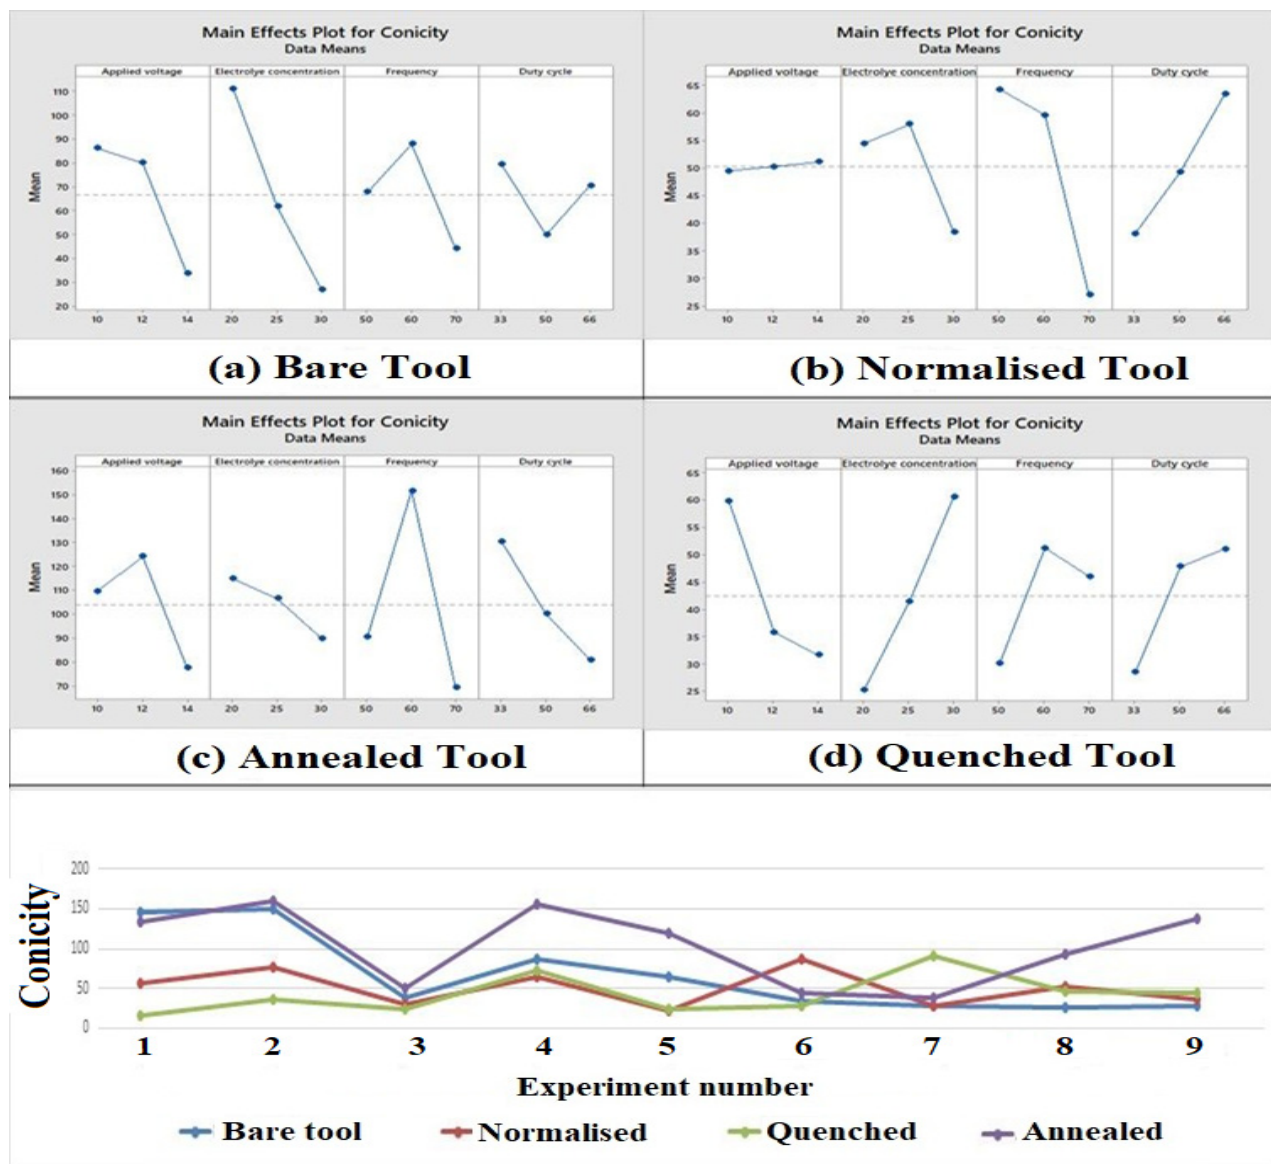 Main Effects Plot for Conicity
Data Means
Applied voltage Electrolye concentration Frequency Duty cycle
Mean
110
100
90
80
70
60
50
40
30
20
10 12 14 20 25 30 50 60 70 33 50 66
(a) Bare Tool
Main Effects Plot for Conicity
Data Means
Applied voltage Electrolye concentration Frequency Duty cycle
Mean
65
60
55
50
45
40
35
30
25
10 12 14 20 25 30 50 60 70 33 50 66
(b) Normalised Tool
Main Effects Plot for Conicity
Data Means
Applied voltage Electrolye concentration Frequency Duty cycle
Mean
160
150
140
130
120
110
100
90
80
70
10 12 14 20 25 30 50 60 70 33 50 66
(c) Annealed Tool
Main Effects Plot for Conicity
Data Means
Applied voltage Electrolye concentration Frequency Duty cycle
Mean
65
60
55
50
45
40
35
30
25
10 12 14 20 25 30 50 60 70 33 50 66
(d) Quenched Tool
Conicity
200
150
100
50
0
1 2 3 4 5 6 7 8 9
Experiment number
Bare tool Normalised Quenched Annealed